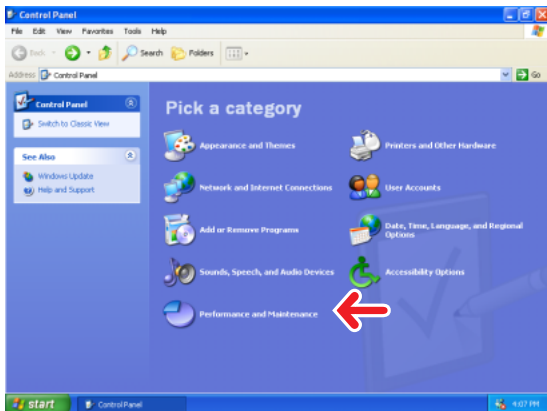 Control Panel
File Edit View Favorites Tools Help
Back Search Folders
Address Control Panel Go
Control Panel
Switch to Classic View
See Also
Windows Update
Help and Support
Pick a category
Appearance and Themes
Printers and Other Hardware
Network and Internet Connections
User Accounts
Add or Remove Programs
Date, Time, Language, and Regional
Options
Sounds, Speech, and Audio Devices
Accessibility Options
Performance and Maintenance
start Control Panel 4:07 PM